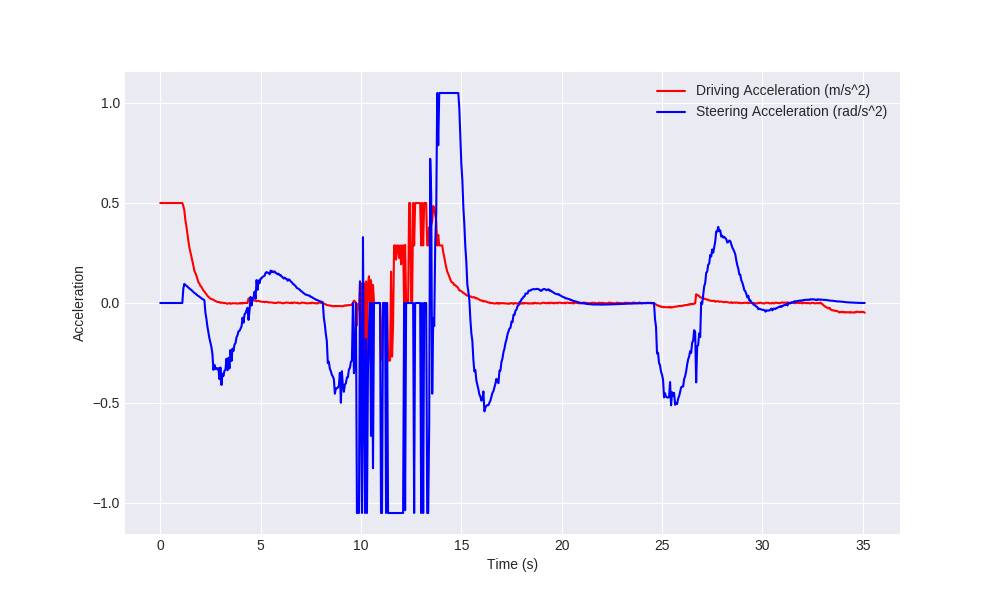 Driving Acceleration (m/s^2)
Steering Acceleration (rad/s^2)
1.0
0.5
0.0
−0.5
−1.0
Acceleration
0 5 10 15 20 25 30 35
Time (s)